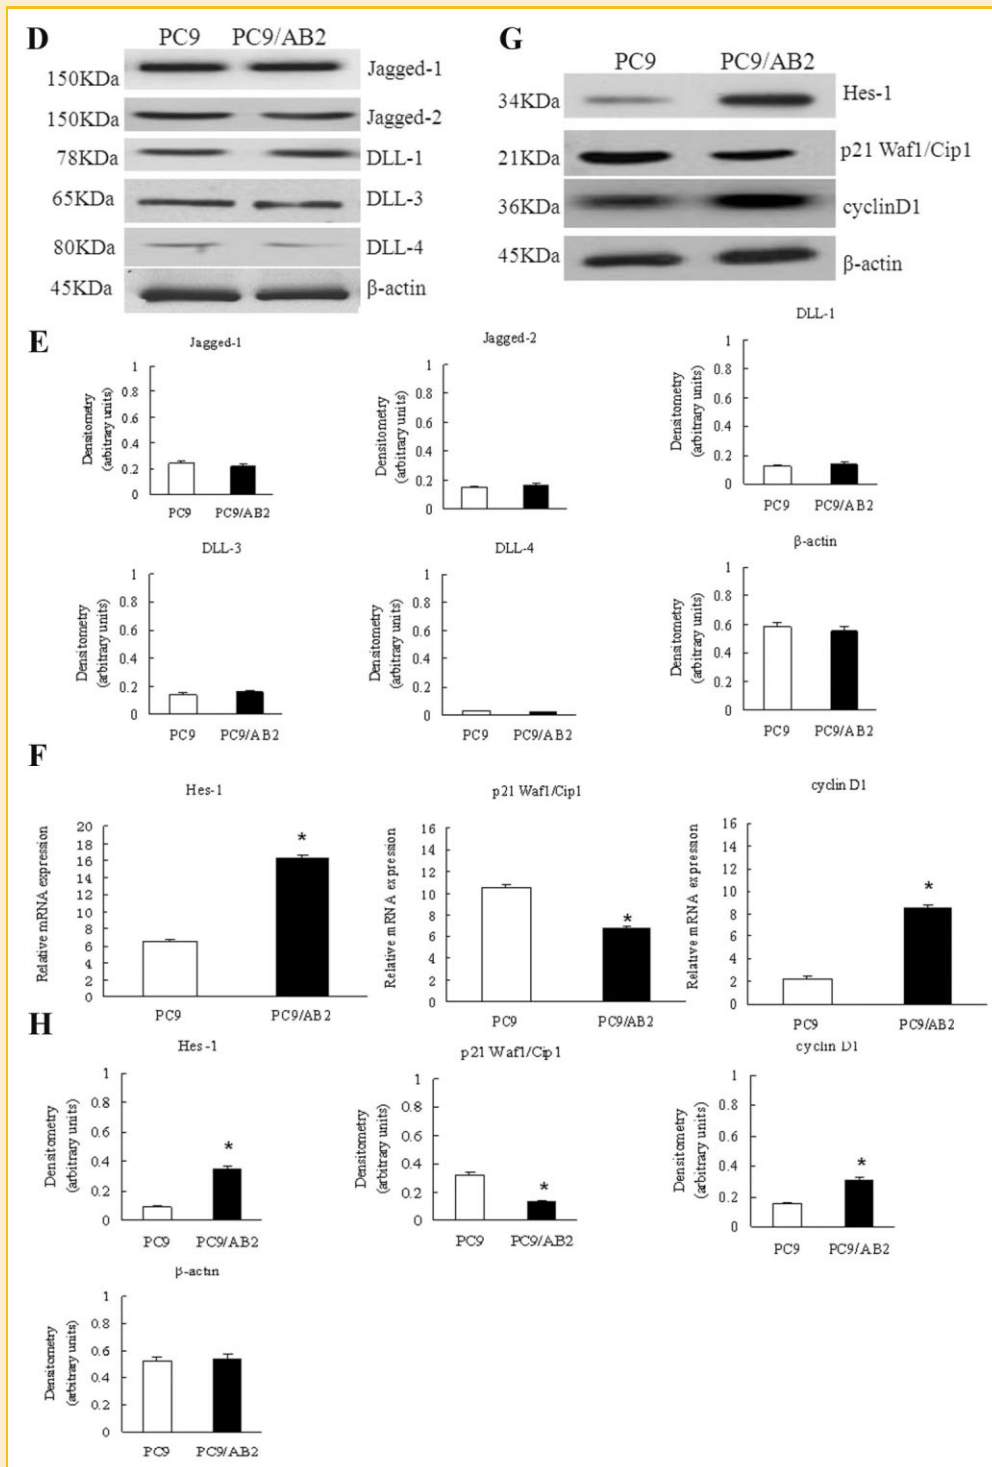 D
PC9 PC9/AB2
150KDa Jagged-1
150KDa Jagged-2
78KDa DLL-1
65KDa DLL-3
80KDa DLL-4
45KDa β-actin
G
PC9 PC9/AB2
34KDa Hes-1
21KDa p21 Waf1/Cip1
36KDa cyclinD1
45KDa β-actin
E
Jagged-1
Densitometry
(arbitrary units)
1
0.8
0.6
0.4
0.2
0
PC9 PC9/AB2
Jagged-2
Densitometry
(arbitrary units)
1
0.8
0.6
0.4
0.2
0
PC9 PC9/AB2
DLL-1
Densitometry
(arbitrary units)
1
0.8
0.6
0.4
0.2
0
PC9 PC9/AB2
DLL-3
Densitometry
(arbitrary units)
1
0.8
0.6
0.4
0.2
0
PC9 PC9/AB2
DLL-4
Densitometry
(arbitrary units)
1
0.8
0.6
0.4
0.2
0
PC9 PC9/AB2
β-actin
Densitometry
(arbitrary units)
1
0.8
0.6
0.4
0.2
0
PC9 PC9/AB2
F
Hes-1
Relative mRNA expression
20
18
16
14
12
10
8
6
4
2
0
*
PC9 PC9/AB2
p21 Waf1/Cip1
Relative mRNA expression
16
14
12
10
8
6
4
2
0
*
PC9 PC9/AB2
cyclin D1
Relative mRNA expression
16
14
12
10
8
6
4
2
0
*
PC9 PC9/AB2
H
Hes-1
Densitometry
(arbitrary units)
1
0.8
0.6
0.4
0.2
0
*
PC9 PC9/AB2
p21 Waf1/Cip1
Densitometry
(arbitrary units)
1
0.8
0.6
0.4
0.2
0
*
PC9 PC9/AB2
cyclin D1
Densitometry
(arbitrary units)
1
0.8
0.6
0.4
0.2
0
*
PC9 PC9/AB2
β-actin
Densitometry
(arbitrary units)
1
0.8
0.6
0.4
0.2
0
PC9 PC9/AB2